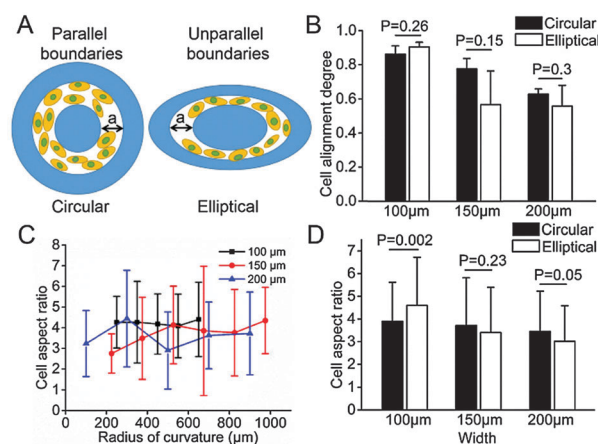 A
Parallel boundaries
Unparallel boundaries
a
a
Circular
Elliptical
B
Cell alignment degree
1.0
0.8
0.6
0.4
0.2
0.0
P=0.26
P=0.15
P=0.3
Circular
Elliptical
100μm
150μm
200μm
C
Cell aspect ratio
8
7
6
5
4
3
2
1
0
100 μm
150 μm
200 μm
0
200
400
600
800
1000
Radius of curvature (μm)
D
Cell aspect ratio
7
6
5
4
3
2
1
0
P=0.002
P=0.23
P=0.05
Circular
Elliptical
100μm
150μm
200μm
Width